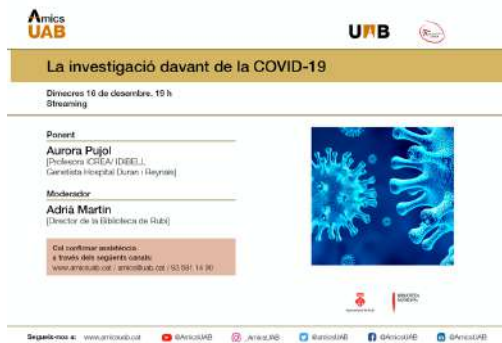 Amics
UAB
UAB
La investigació davant de la COVID-19
Dimecres 16 de desembre. 19 h
Streaming
Ponent
Aurora Pujol
[Professora ICREA/ IDIBELL
Genetista Hospital Duran i Reynals]
Moderador
Adrià Martin
[Director de la Biblioteca de Rubí]
Cal confirmar assistència
a través dels següents canals:
www.amicsuab.cat / amics@uab.cat / 93 581 14 90
Segueix-nos a: www.amicsuab.cat @AmicsUAB _AmicsUAB @amicsUAB @AmicsUAB @AmicsUAB